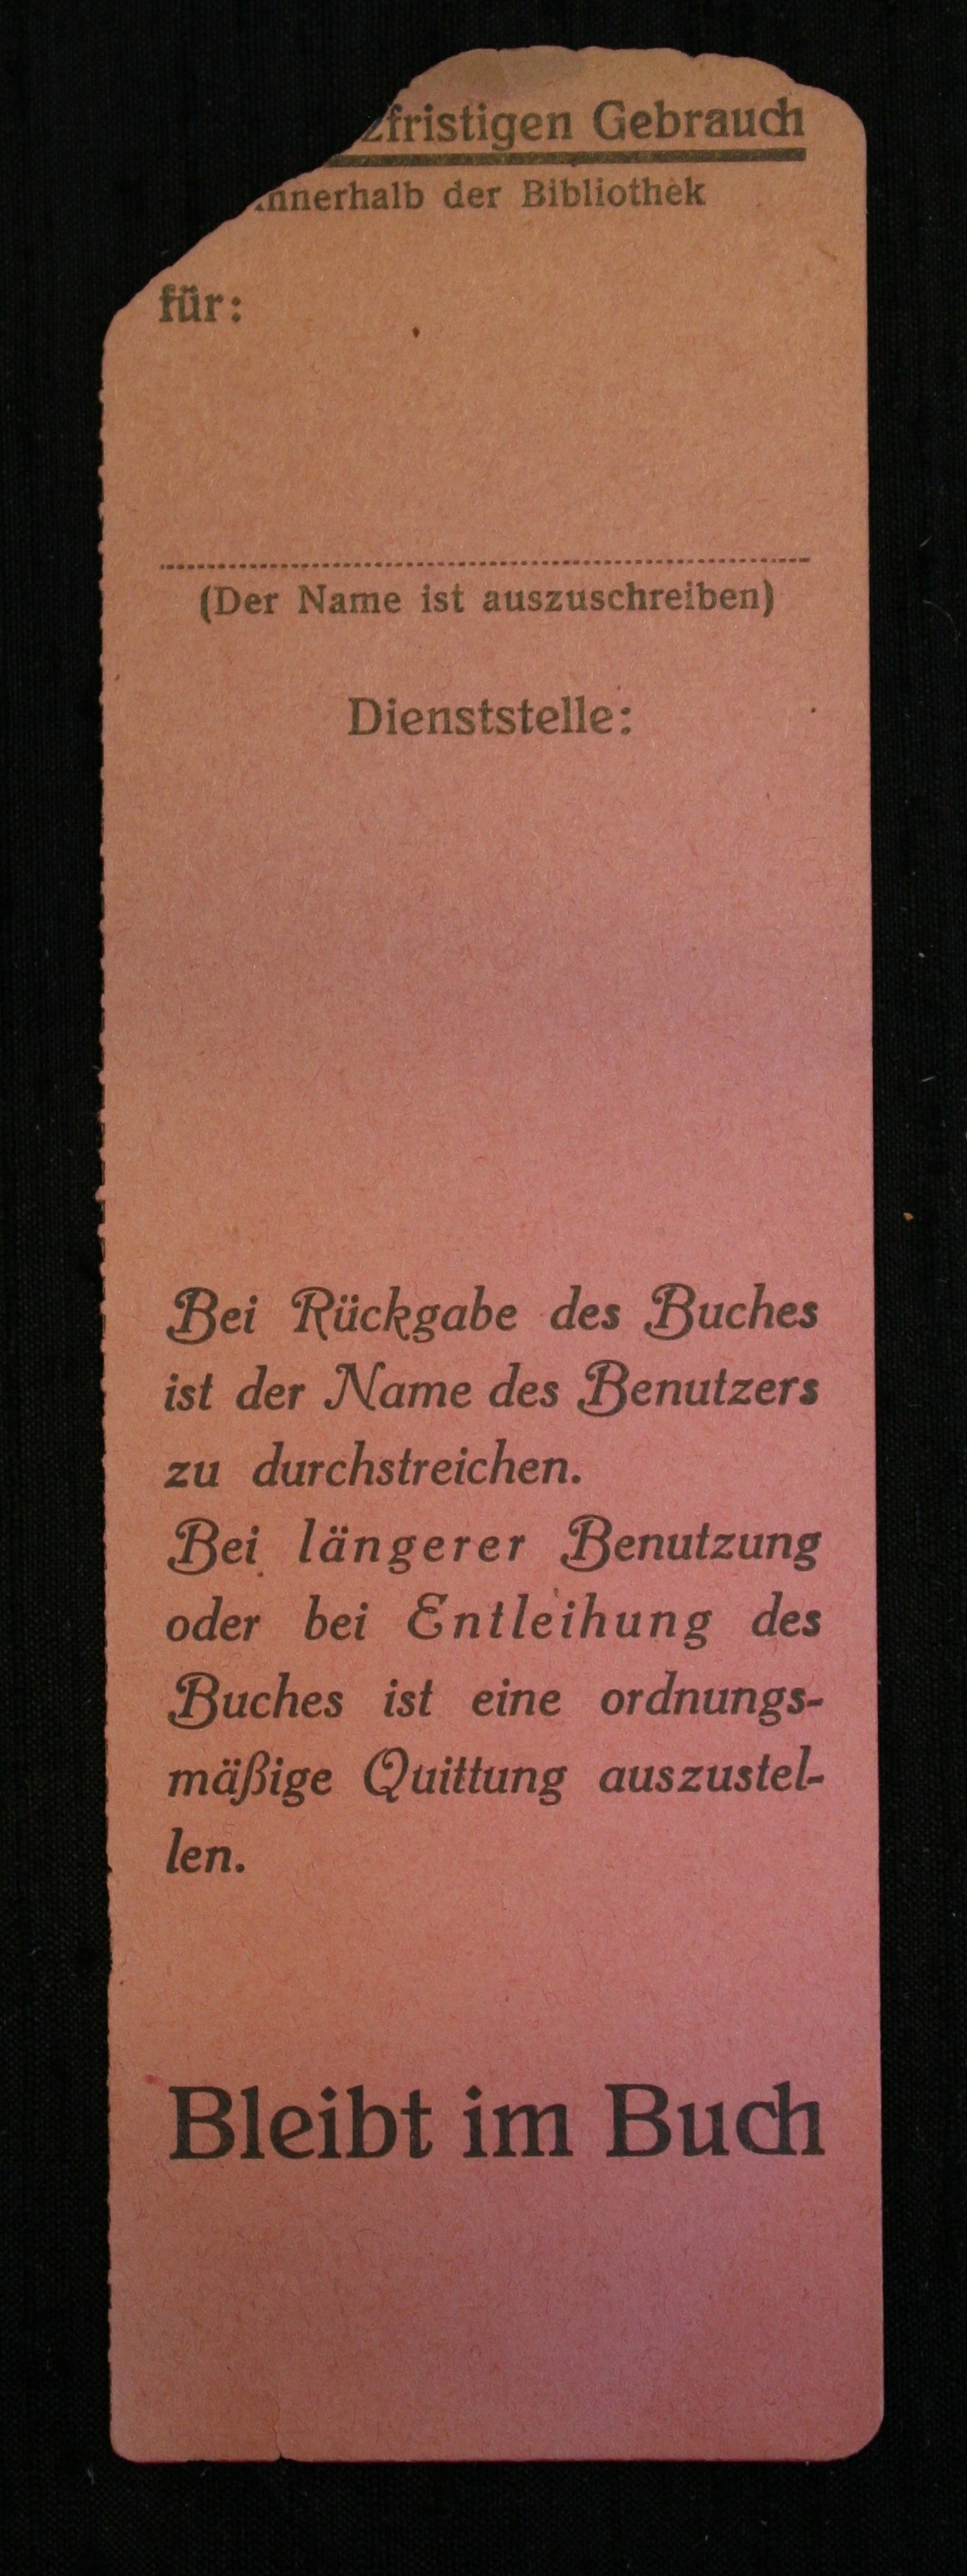 zfristigen Gebrauch
innerhalb der Bibliothek
für:
(Der Name ist auszuschreiben)
Dienststelle:
Bei Rückgabe des Buches
ist der Name des Benutzers
zu durchstreichen.
Bei längerer Benutzung
oder bei Entleihung des
Buches ist eine ordnungs-
mäßige Quittung auszustel-
len.
Bleibt im Buch